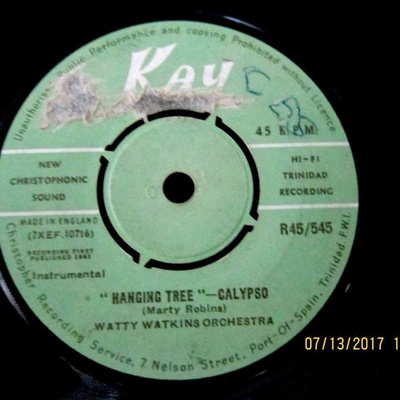 Unauthorised Public Performance and copying Prohibited without Licence
Kay
C
45 R.P.M
NEW
CHRISTOPHONIC
SOUND
HI-FI
TRINIDAD
RECORDING
MADE IN ENGLAND
(7XEF.10716)
RECORDING FIRST
PUBLISHED 1962
R45/545
Instrumental
"HANGING TREE"—CALYPSO
(Marty Robins)
WATTY WATKINS ORCHESTRA
Christopher Recording Service, 7 Nelson Street, Port-Of-Spain, Trinidad, F.W.I.
07/13/2017 1